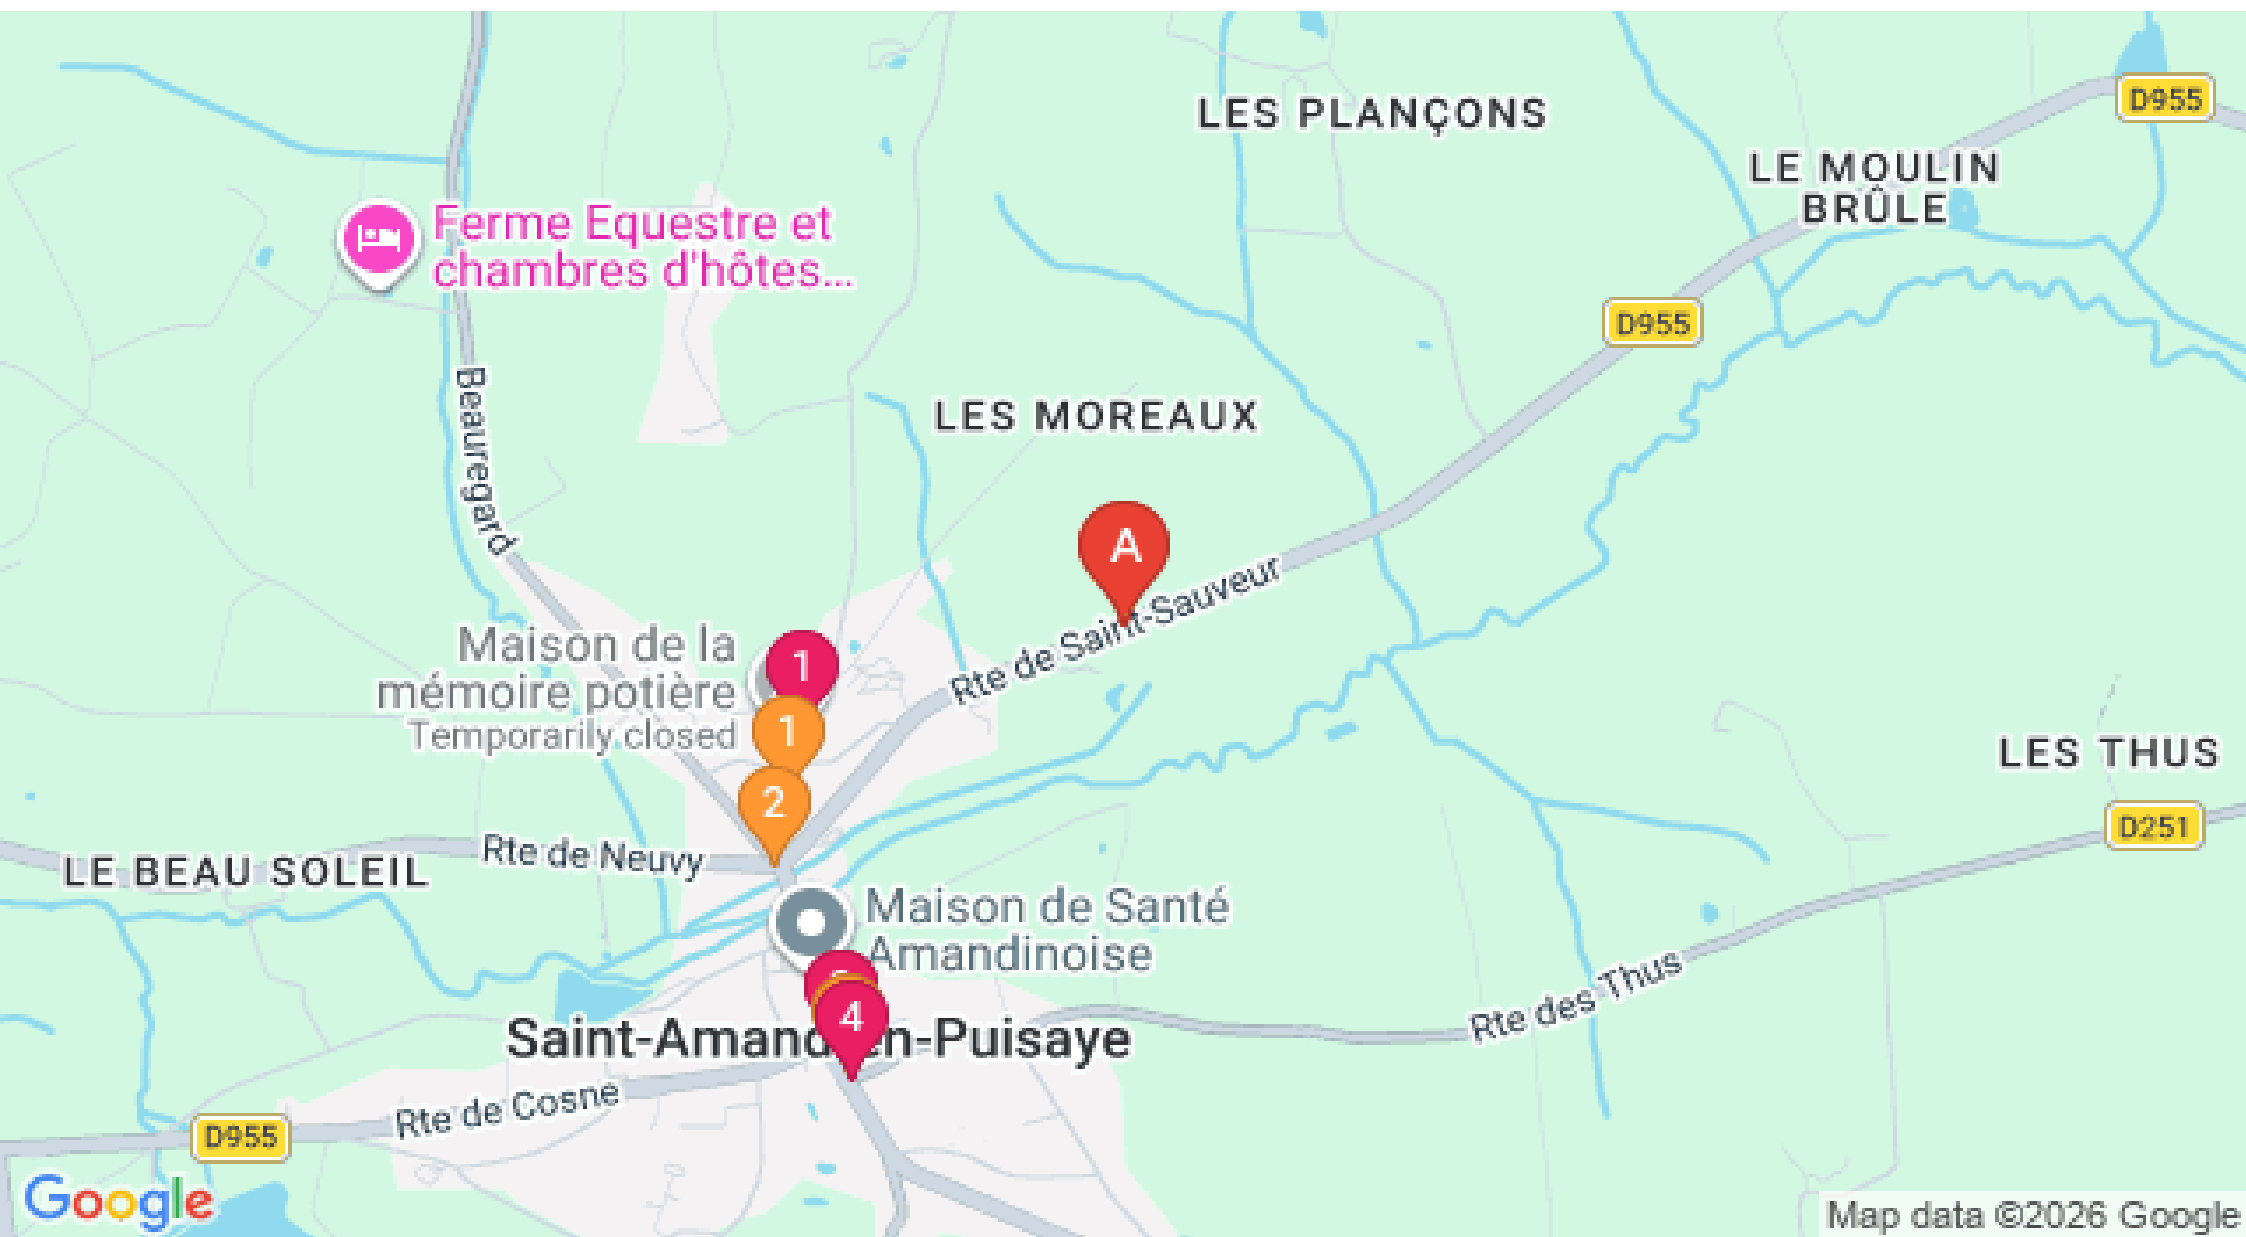 D955
LES PLANÇONS
LE MOULIN
BRÛLE
Ferme Equestre et
chambres d'hôtes...
D955
Beauregard
LES MOREAUX
A
Rte de Saint-Sauveur
Maison de la
mémoire potière
Temporarily closed
1
1
2
LES THUS
D251
Rte de Neuvy
LE BEAU SOLEIL
Maison de Santé
Amandinoise
4
Saint-Amand-en-Puisaye
Rte des Thus
Rte de Cosne
D955
Google
Map data ©2026 Google